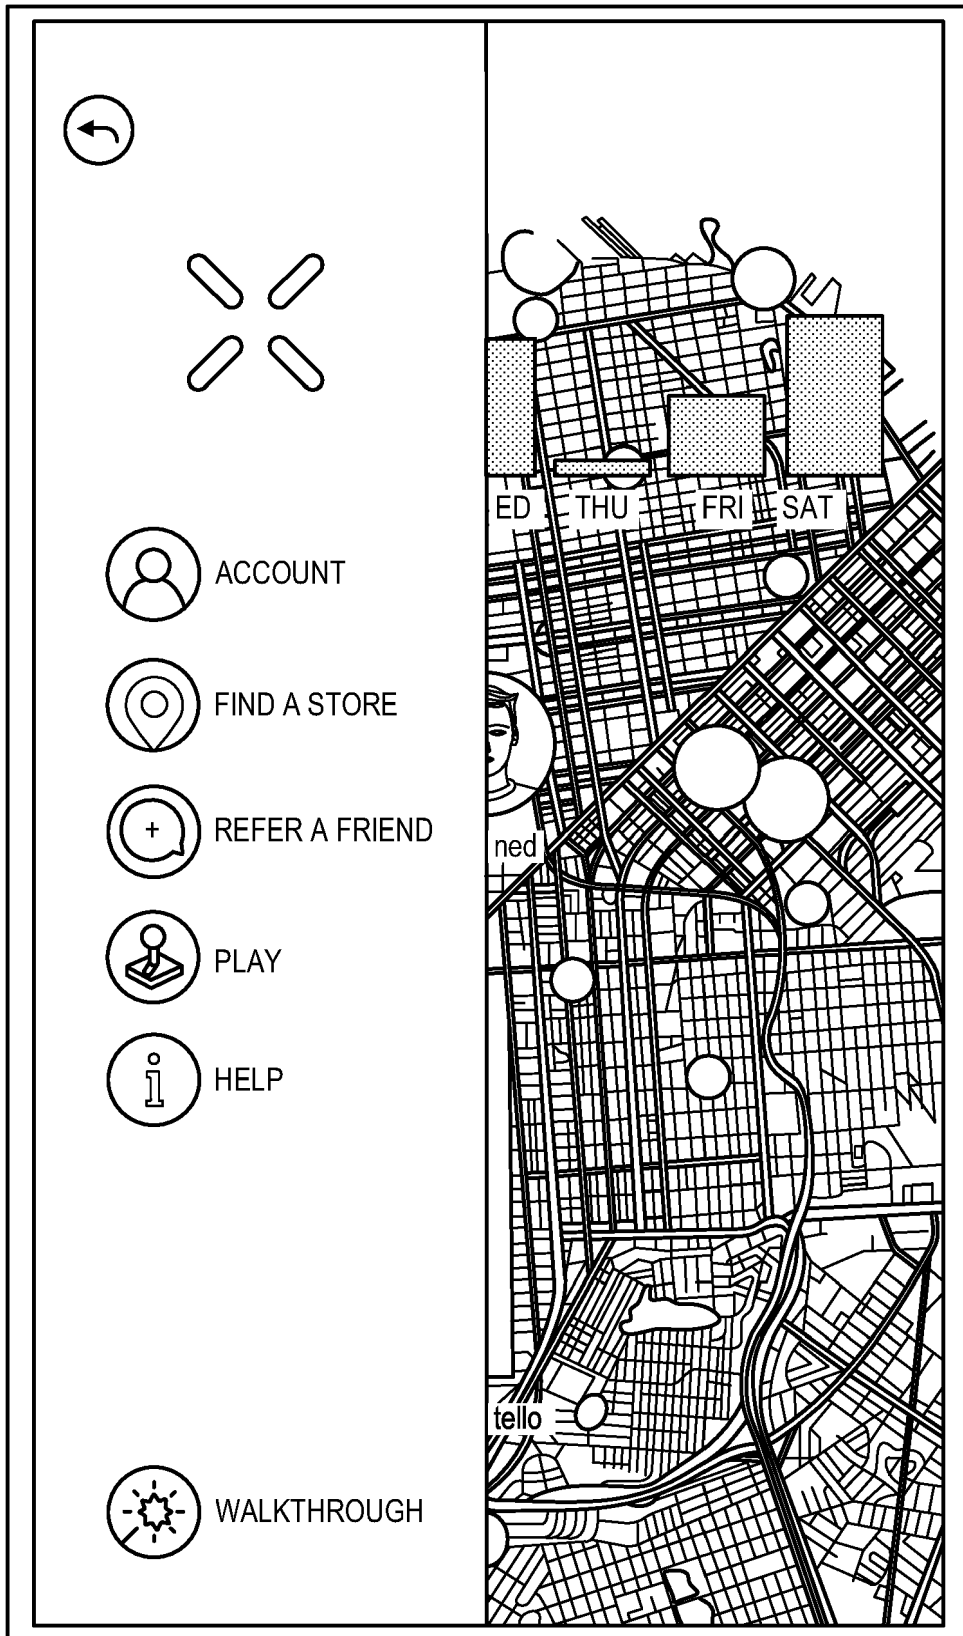 ED THU FRI SAT
ACCOUNT
FIND A STORE
REFER A FRIEND
ned
PLAY
HELP
tello
WALKTHROUGH